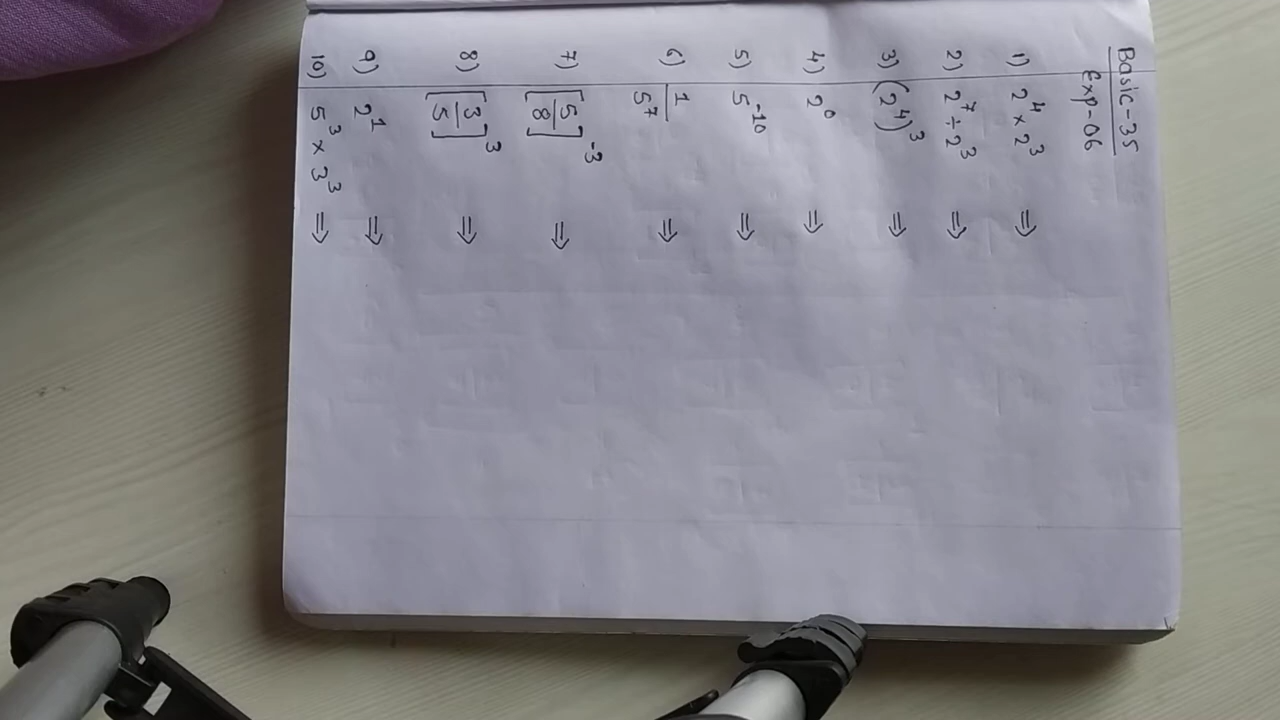 Basic-35
Exp-06
1) 2⁴ × 2³ ⇒
2) 2⁷ ÷ 2³ ⇒
3) (2⁴)³ ⇒
4) 2⁰ ⇒
5) 5⁻¹⁰ ⇒
6) 1/5⁷ ⇒
7) [5/8]⁻³ ⇒
8) [3/5]³ ⇒
9) 2¹ ⇒
10) 5³ × 3³ ⇒